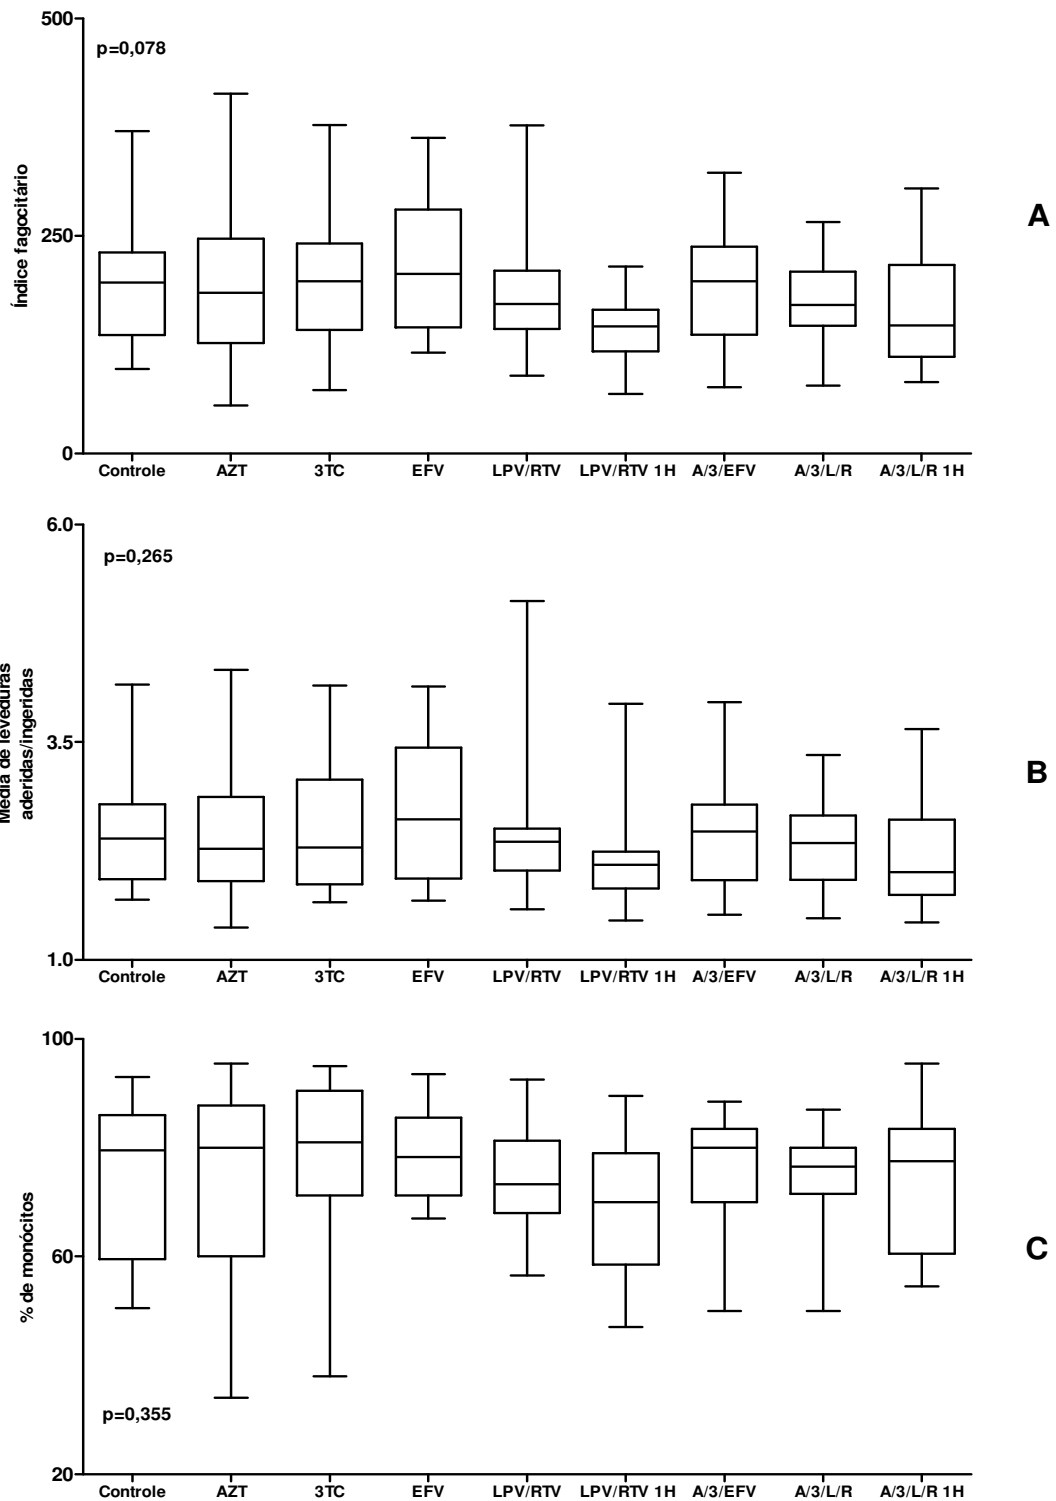 500
p=0,078
Índice fagocitário
250
A
0
Controle AZT 3TC EFV LPV/RTV LPV/RTV 1H A/3/EFV A/3/L/R A/3/L/R 1H
6.0
p=0,265
Média de leveduras
aderidas/ingeridas
3.5
B
1.0
Controle AZT 3TC EFV LPV/RTV LPV/RTV 1H A/3/EFV A/3/L/R A/3/L/R 1H
100
% de monócitos
60
C
p=0,355
20
Controle AZT 3TC EFV LPV/RTV LPV/RTV 1H A/3/EFV A/3/L/R A/3/L/R 1H